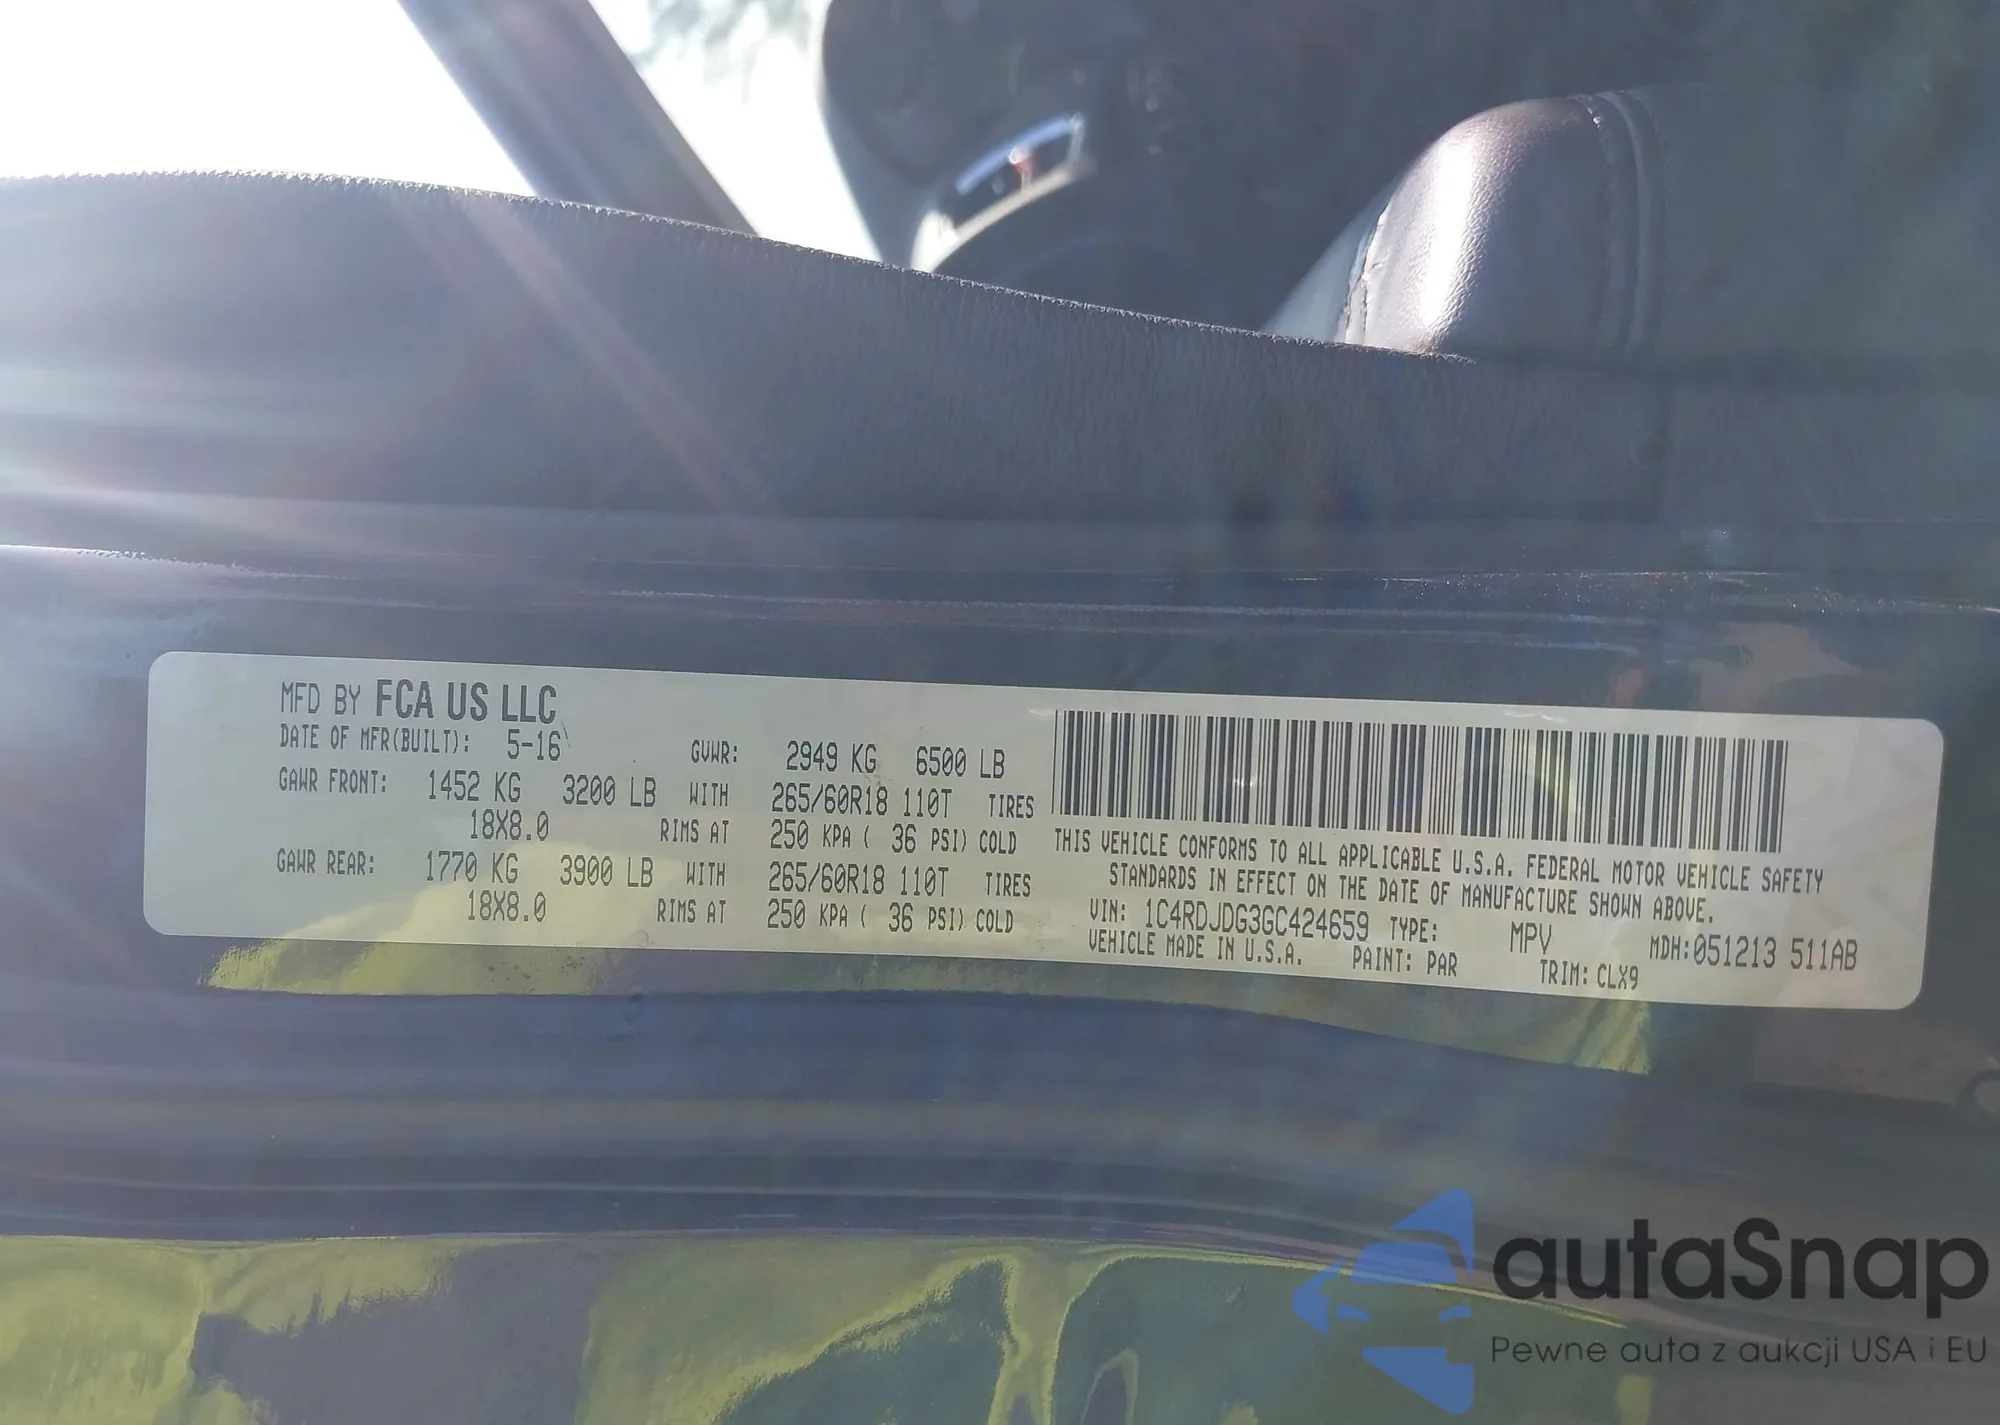 MFD BY FCA US LLC
DATE OF MFR(BUILT): 5-16 GVWR: 2949 KG 6500 LB
GAWR FRONT: 1452 KG 3200 LB WITH 265/60R18 110T TIRES
18X8.0 RIMS AT 250 KPA ( 36 PSI) COLD
GAWR REAR: 1770 KG 3900 LB WITH 265/60R18 110T TIRES
18X8.0 RIMS AT 250 KPA ( 36 PSI) COLD
THIS VEHICLE CONFORMS TO ALL APPLICABLE U.S.A. FEDERAL MOTOR VEHICLE SAFETY
STANDARDS IN EFFECT ON THE DATE OF MANUFACTURE SHOWN ABOVE.
VIN: 1C4RDJDG3GC424659 TYPE: MPV MDH:051213 511AB
VEHICLE MADE IN U.S.A. PAINT: PAR TRIM: CLX9
autaSnap
Pewne auta z aukcji USA i EU